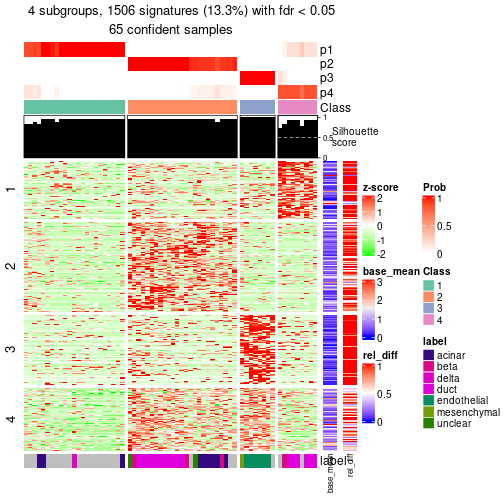 4 subgroups, 1506 signatures (13.3%) with fdr < 0.05
65 confident samples
p1
p2
p3
p4
Class
1
0.5
0
Silhouette
score
1
2
3
4
label
base_mean
rel_diff
z-score
2
1
0
-1
-2
Prob
1
0.5
0
base_mean
3
2
1
0
Class
1
2
3
4
rel_diff
1
0.5
0
label
acinar
beta
delta
duct
endothelial
mesenchymal
unclear